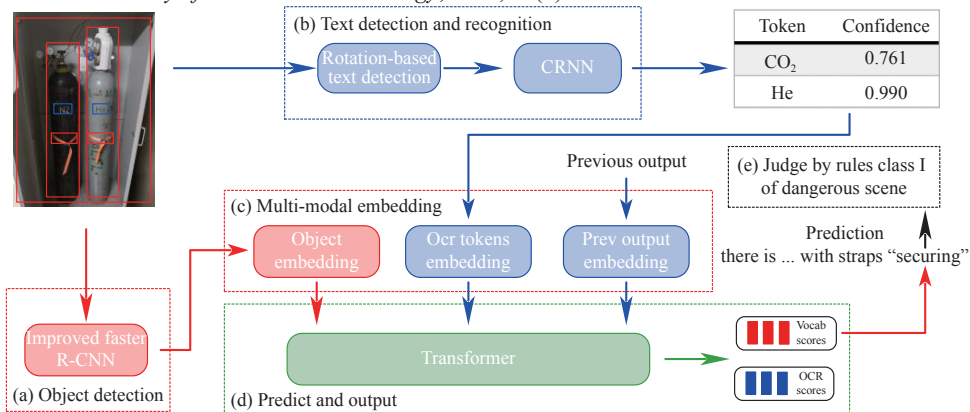 (b) Text detection and recognition
Rotation-based
text detection
CRNN
Token Confidence
CO2 0.761
He 0.990
Previous output
(e) Judge by rules class I
of dangerous scene
(c) Multi-modal embedding
Object
embedding
Ocr tokens
embedding
Prev output
embedding
Prediction
there is ... with straps “securing”
Improved faster
R-CNN
(a) Object detection
Transformer
Vocab
scores
OCR
scores
(d) Predict and output